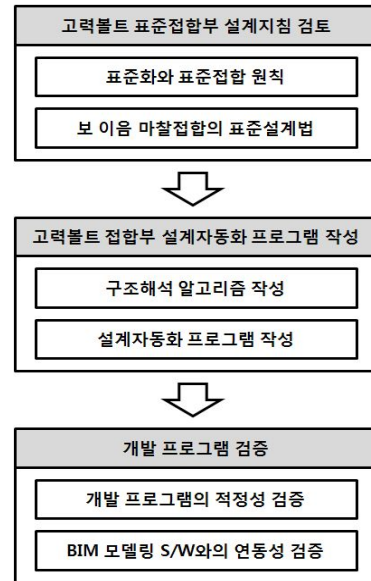 고력볼트 표준접합부 설계지침 검토
표준화와 표준접합 원칙
보 이음 마찰접합의 표준설계법
고력볼트 접합부 설계자동화 프로그램 작성
구조해석 알고리즘 작성
설계자동화 프로그램 작성
개발 프로그램 검증
개발 프로그램의 적정성 검증
BIM 모델링 S/W와의 연동성 검증